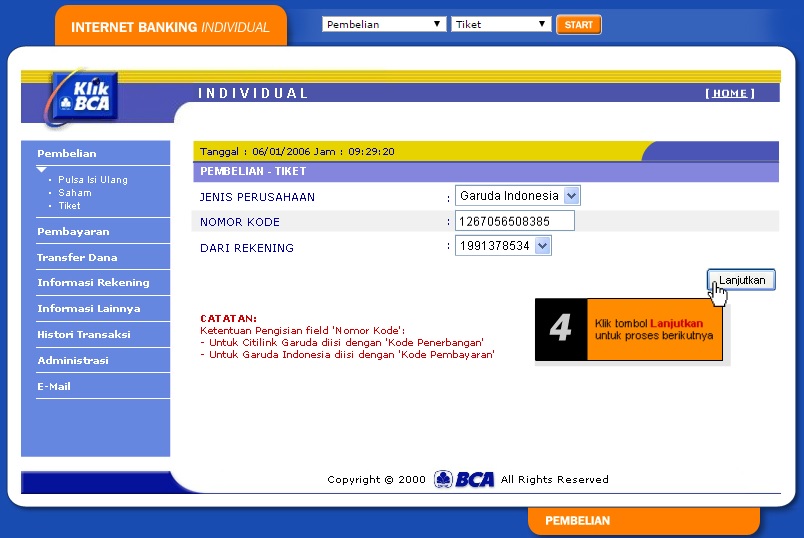 INTERNET BANKING INDIVIDUAL
Pembelian
Tiket
START
Klik BCA
INDIVIDUAL
[ HOME ]
Pembelian
Pulsa Isi Ulang
Saham
Tiket
Pembayaran
Transfer Dana
Informasi Rekening
Informasi Lainnya
Histori Transaksi
Administrasi
E-Mail
Tanggal : 06/01/2006 Jam : 09:29:20
PEMBELIAN - TIKET
JENIS PERUSAHAAN : Garuda Indonesia
NOMOR KODE : 1267056508385
DARI REKENING : 1991378534
Lanjutkan
CATATAN:
Ketentuan Pengisian field 'Nomor Kode':
- Untuk Citilink Garuda diisi dengan 'Kode Penerbangan'
- Untuk Garuda Indonesia diisi dengan 'Kode Pembayaran'
4
Klik tombol Lanjutkan
untuk proses berikutnya
Copyright © 2000 BCA All Rights Reserved
PEMBELIAN